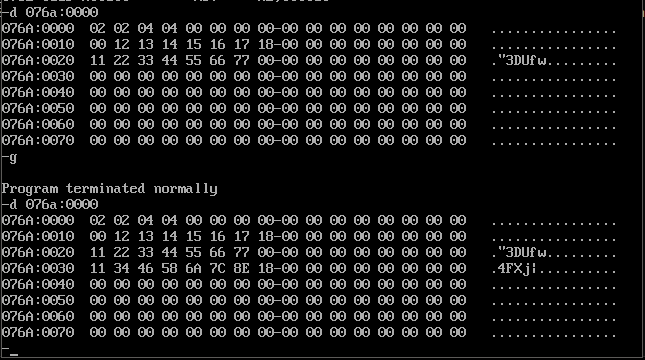 -d 076a:0000
076A:0000 02 02 04 04 00 00 00 00-00 00 00 00 00 00 00 00 ................
076A:0010 00 12 13 14 15 16 17 18-00 00 00 00 00 00 00 00 ................
076A:0020 11 22 33 44 55 66 77 00-00 00 00 00 00 00 00 00 ."3DUfw.........
076A:0030 00 00 00 00 00 00 00 00-00 00 00 00 00 00 00 00 ................
076A:0040 00 00 00 00 00 00 00 00-00 00 00 00 00 00 00 00 ................
076A:0050 00 00 00 00 00 00 00 00-00 00 00 00 00 00 00 00 ................
076A:0060 00 00 00 00 00 00 00 00-00 00 00 00 00 00 00 00 ................
076A:0070 00 00 00 00 00 00 00 00-00 00 00 00 00 00 00 00 ................
-g
Program terminated normally
-d 076a:0000
076A:0000 02 02 04 04 00 00 00 00-00 00 00 00 00 00 00 00 ................
076A:0010 00 12 13 14 15 16 17 18-00 00 00 00 00 00 00 00 ................
076A:0020 11 22 33 44 55 66 77 00-00 00 00 00 00 00 00 00 ."3DUfw.........
076A:0030 11 34 46 58 6A 7C 8E 18-00 00 00 00 00 00 00 00 .4FXj|..........
076A:0040 00 00 00 00 00 00 00 00-00 00 00 00 00 00 00 00 ................
076A:0050 00 00 00 00 00 00 00 00-00 00 00 00 00 00 00 00 ................
076A:0060 00 00 00 00 00 00 00 00-00 00 00 00 00 00 00 00 ................
076A:0070 00 00 00 00 00 00 00 00-00 00 00 00 00 00 00 00 ................
-_